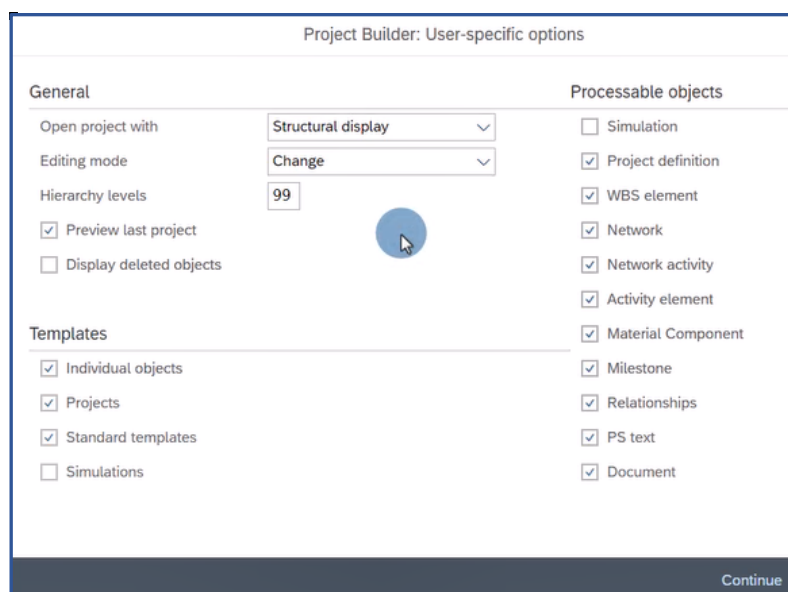 Project Builder: User-specific options
General
Open project with Structural display
Editing mode Change
Hierarchy levels 99
Preview last project
Display deleted objects
Templates
Individual objects
Projects
Standard templates
Simulations
Processable objects
Simulation
Project definition
WBS element
Network
Network activity
Activity element
Material Component
Milestone
Relationships
PS text
Document
Continue